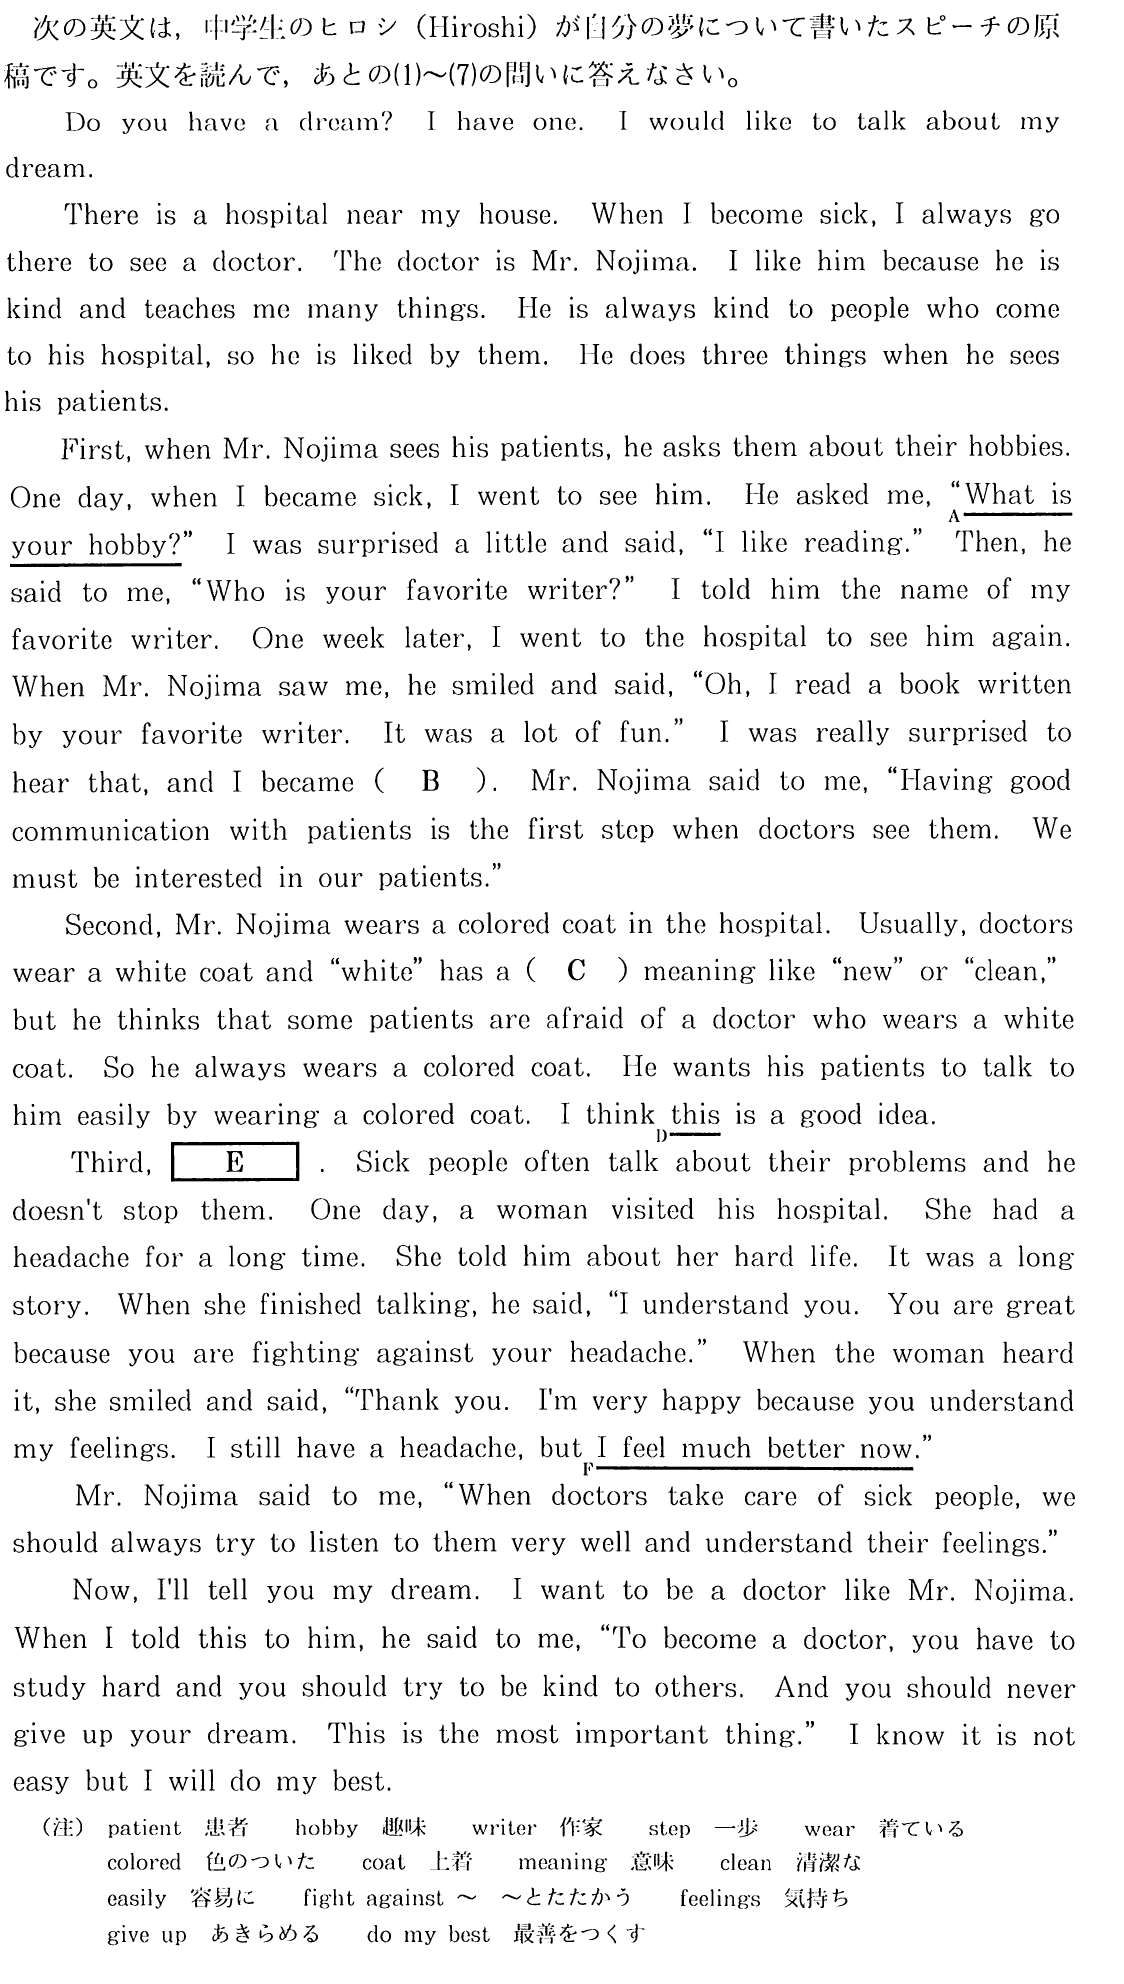 次の英文は，中学生のヒロシ（Hiroshi）が自分の夢について書いたスピーチの原
稿です。英文を読んで，あとの(1)～(7)の問いに答えなさい。
Do you have a dream? I have one. I would like to talk about my
dream.
There is a hospital near my house. When I become sick, I always go
there to see a doctor. The doctor is Mr. Nojima. I like him because he is
kind and teaches me many things. He is always kind to people who come
to his hospital, so he is liked by them. He does three things when he sees
his patients.
First, when Mr. Nojima sees his patients, he asks them about their hobbies.
One day, when I became sick, I went to see him. He asked me, “What is
A
your hobby?” I was surprised a little and said, “I like reading.” Then, he
said to me, “Who is your favorite writer?” I told him the name of my
favorite writer. One week later, I went to the hospital to see him again.
When Mr. Nojima saw me, he smiled and said, “Oh, I read a book written
by your favorite writer. It was a lot of fun.” I was really surprised to
hear that, and I became （ B ）. Mr. Nojima said to me, “Having good
communication with patients is the first step when doctors see them. We
must be interested in our patients.”
Second, Mr. Nojima wears a colored coat in the hospital. Usually, doctors
wear a white coat and “white” has a（ C ）meaning like “new” or “clean,”
but he thinks that some patients are afraid of a doctor who wears a white
coat. So he always wears a colored coat. He wants his patients to talk to
him easily by wearing a colored coat. I think this is a good idea.
D
Third, E . Sick people often talk about their problems and he
doesn't stop them. One day, a woman visited his hospital. She had a
headache for a long time. She told him about her hard life. It was a long
story. When she finished talking, he said, “I understand you. You are great
because you are fighting against your headache.” When the woman heard
it, she smiled and said, “Thank you. I'm very happy because you understand
my feelings. I still have a headache, but I feel much better now.”
F
Mr. Nojima said to me, “When doctors take care of sick people, we
should always try to listen to them very well and understand their feelings.”
Now, I'll tell you my dream. I want to be a doctor like Mr. Nojima.
When I told this to him, he said to me, “To become a doctor, you have to
study hard and you should try to be kind to others. And you should never
give up your dream. This is the most important thing.” I know it is not
easy but I will do my best.
（注） patient 患者 hobby 趣味 writer 作家 step 一歩 wear 着ている
colored 色のついた coat 上着 meaning 意味 clean 清潔な
easily 容易に fight against ～ ～とたたかう feelings 気持ち
give up あきらめる do my best 最善をつくす